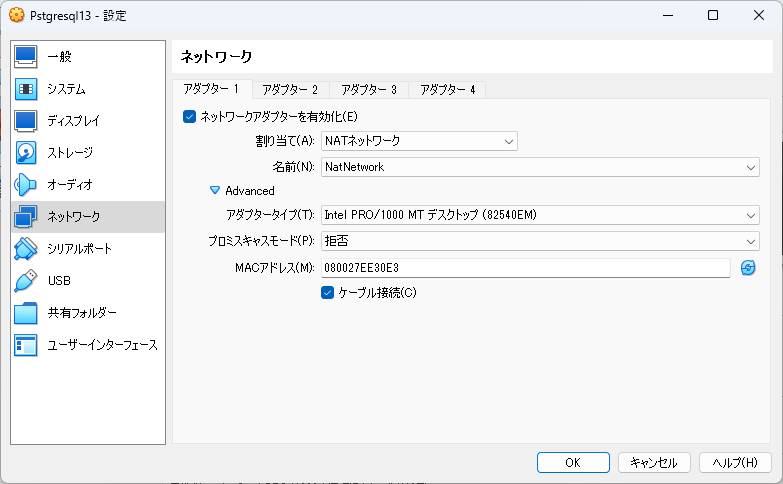 Pstgresql13 - 設定
一般
システム
ディスプレイ
ストレージ
オーディオ
ネットワーク
シリアルポート
USB
共有フォルダー
ユーザーインターフェース
ネットワーク
アダプター 1 アダプター 2 アダプター 3 アダプター 4
ネットワークアダプターを有効化(E)
割り当て(A): NATネットワーク
名前(N): NatNetwork
Advanced
アダプタータイプ(T): Intel PRO/1000 MT デスクトップ (82540EM)
プロミスキャスモード(P): 拒否
MACアドレス(M): 080027EE30E3
ケーブル接続(C)
OK キャンセル ヘルプ(H)